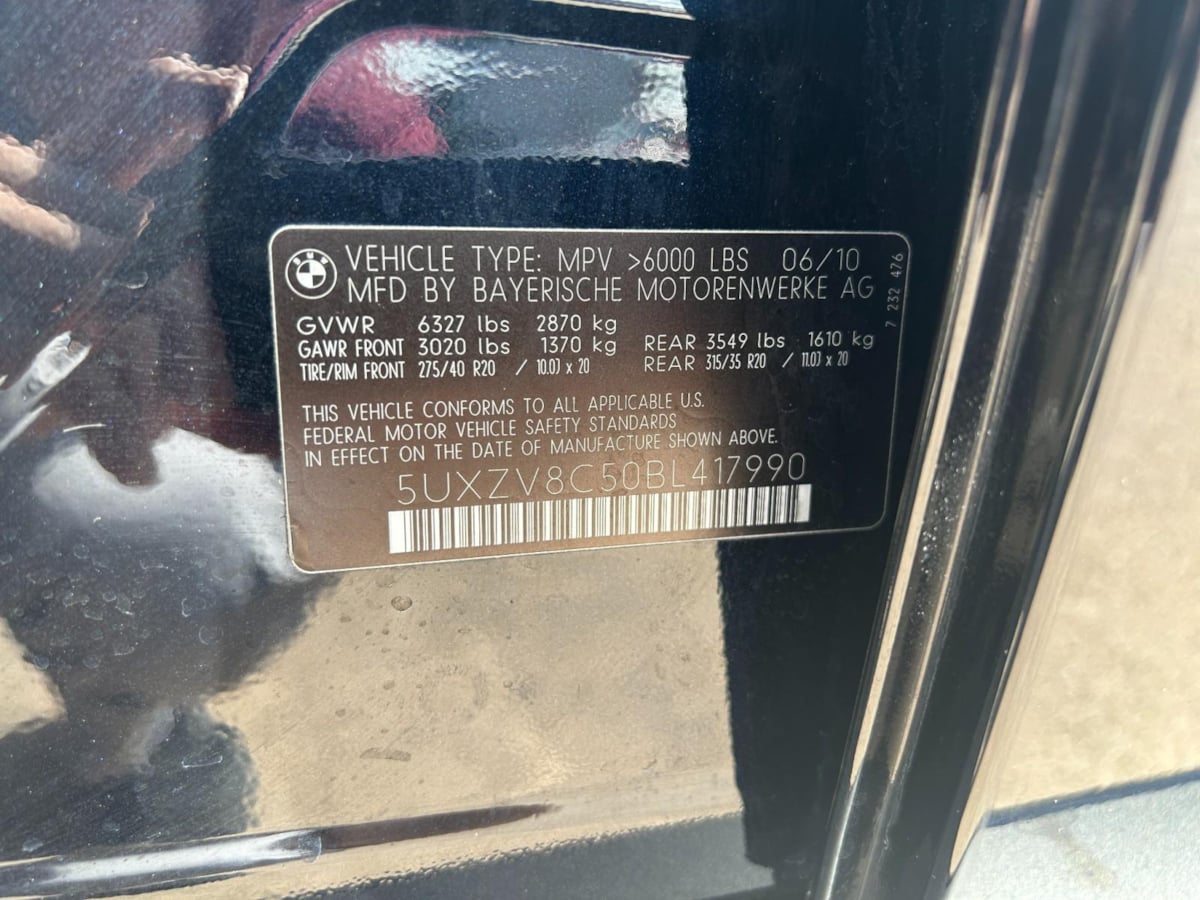 BMW
VEHICLE TYPE: MPV >6000 LBS 06/10
MFD BY BAYERISCHE MOTORENWERKE AG
7 232 476
GVWR 6327 lbs 2870 kg
GAWR FRONT 3020 lbs 1370 kg REAR 3549 lbs 1610 kg
TIRE/RIM FRONT 275/40 R20 / 10.0J x 20 REAR 315/35 R20 / 11.0J x 20
THIS VEHICLE CONFORMS TO ALL APPLICABLE U.S.
FEDERAL MOTOR VEHICLE SAFETY STANDARDS
IN EFFECT ON THE DATE OF MANUFACTURE SHOWN ABOVE.
5UXZV8C50BL417990